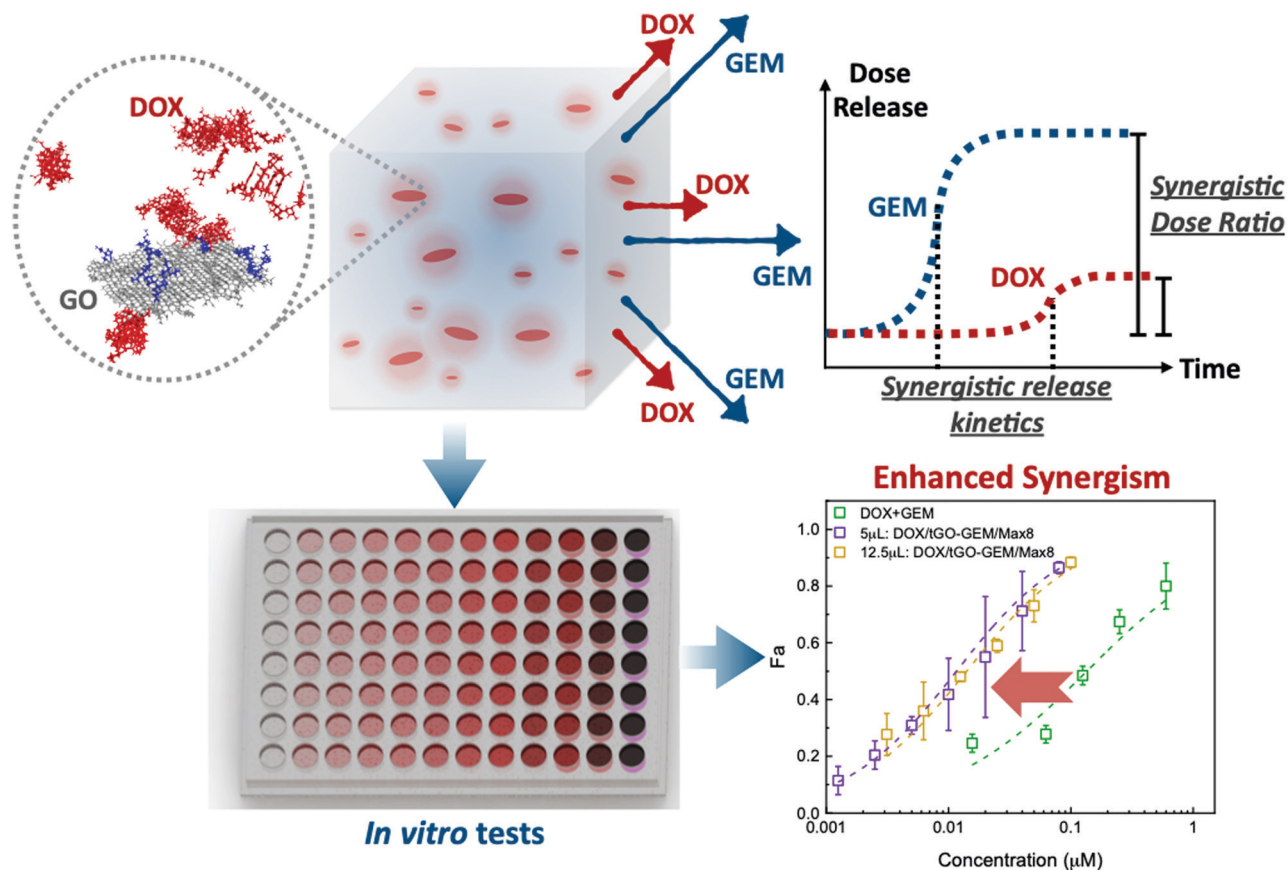 DOX
GO
DOX
GEM
DOX
GEM
GEM
DOX
Dose
Release
GEM
DOX
Synergistic
Dose Ratio
Time
Synergistic release
kinetics
In vitro tests
Enhanced Synergism
DOX+GEM
5μL: DOX/tGO-GEM/Max8
12.5μL: DOX/tGO-GEM/Max8
Fa
1.0
0.8
0.6
0.4
0.2
0.0
0.001
0.01
0.1
1
Concentration (μM)